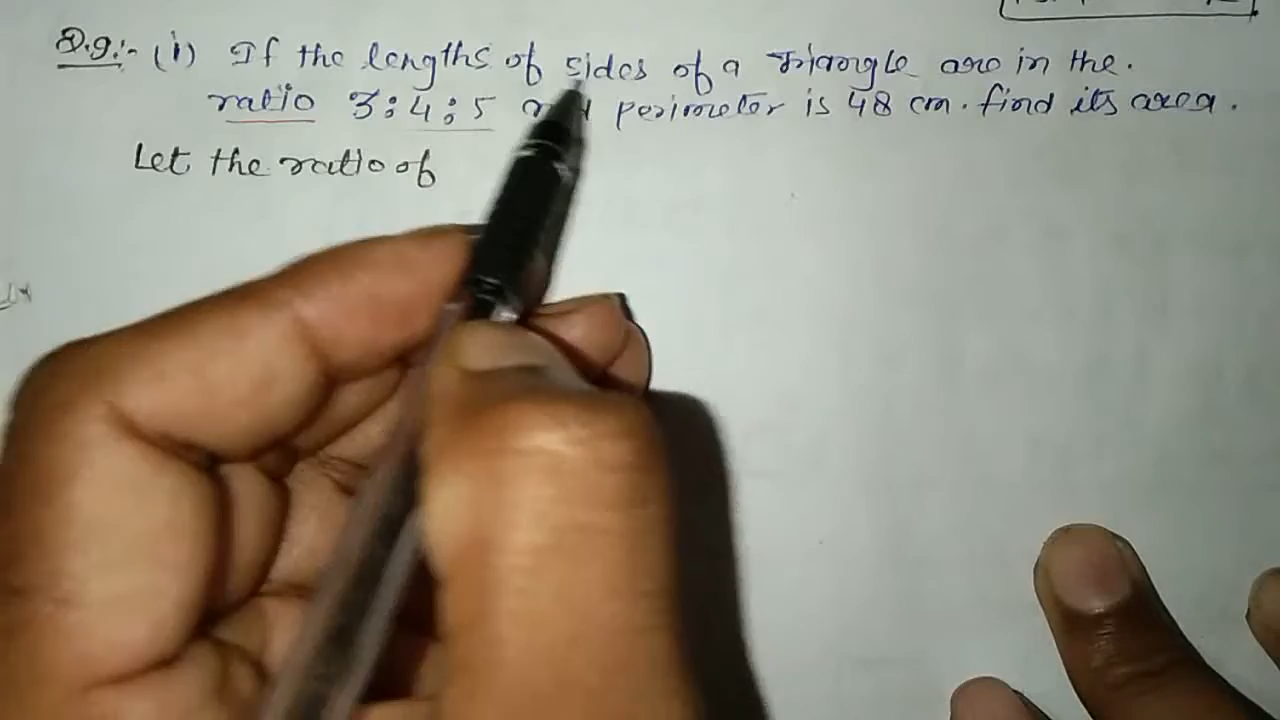 Q.9:- (i) If the lengths of sides of a triangle are in the.
ratio 3:4:5 and perimeter is 48 cm. find its area.
Let the ratio of